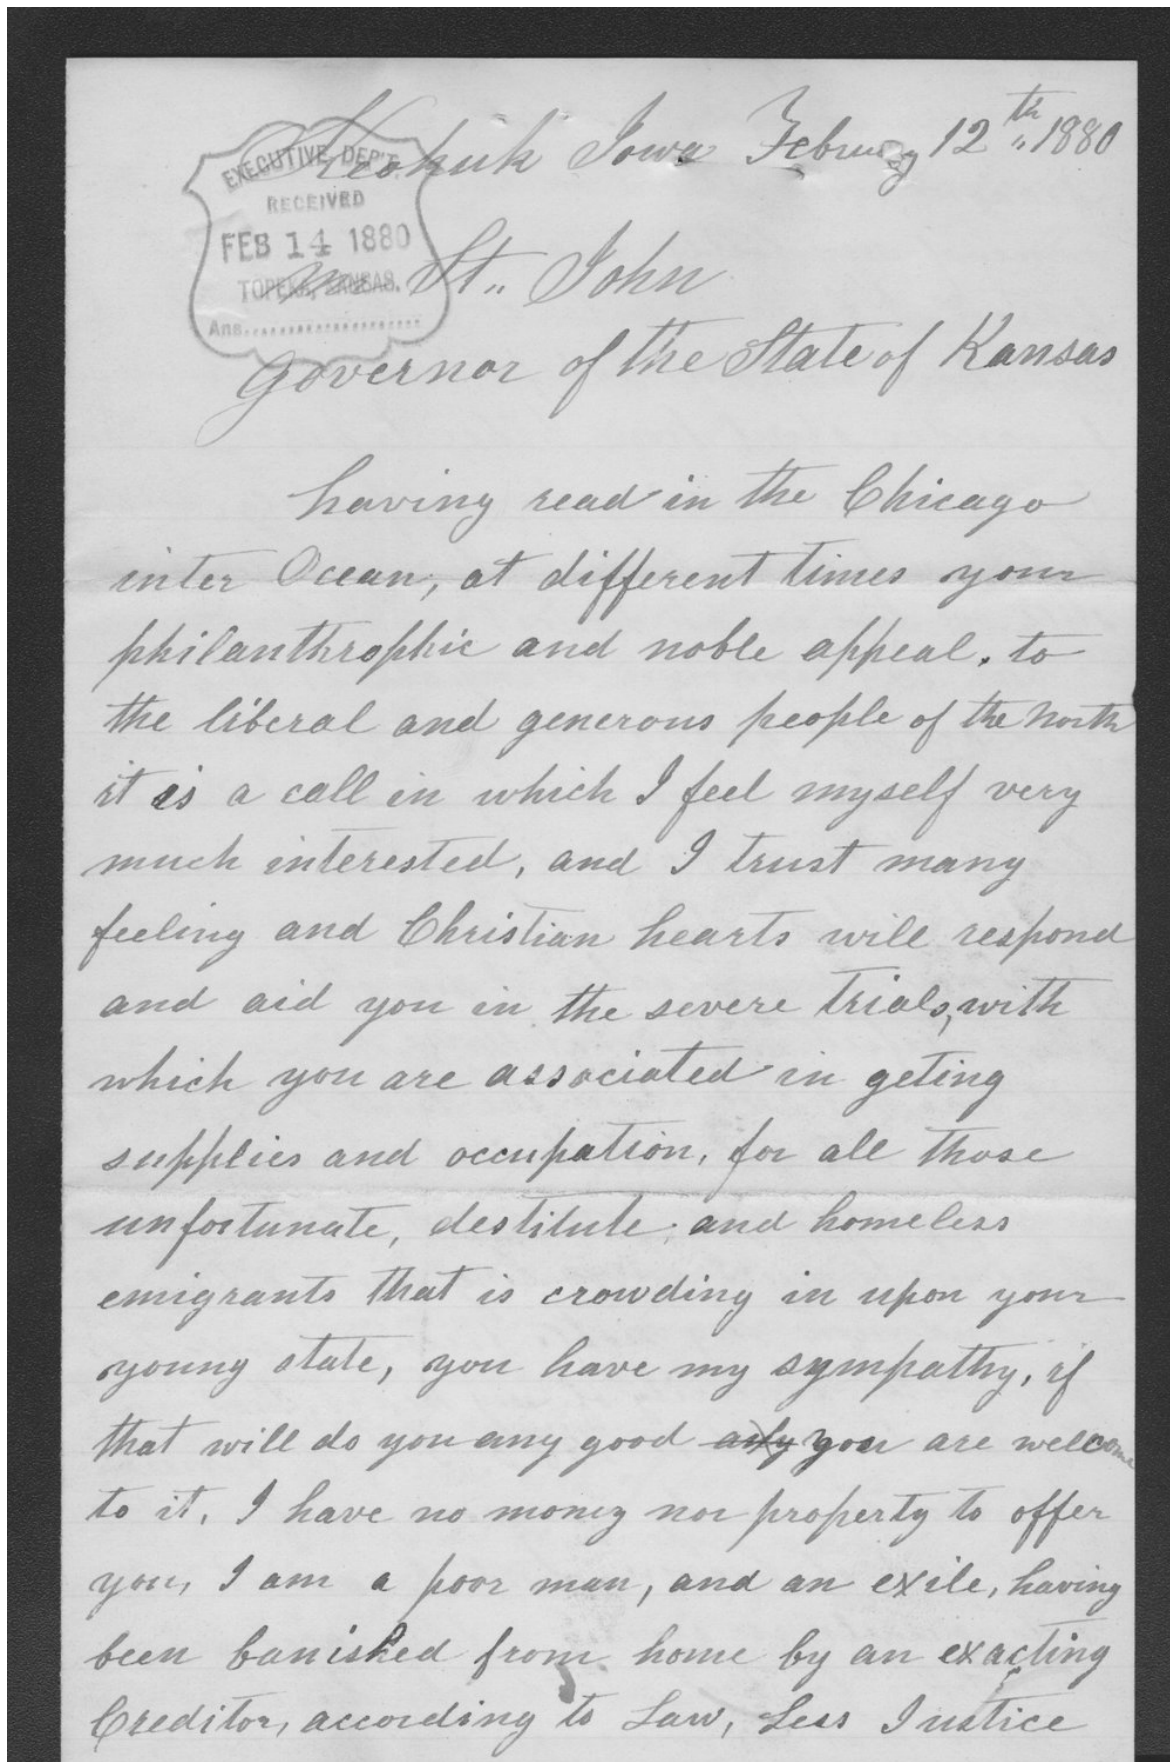 Keokuk Iowa February 12th 1880
EXECUTIVE DEP'T.
RECEIVED
FEB 14 1880
TOPEKA, KANSAS.
Ans.....................
Mr St. John
Governor of the State of Kansas
having read in the Chicago
inter Ocean, at different times your
philanthrophic and noble appeal. to
the liberal and generous people of the North
it is a call in which I feel myself very
much interested, and I trust many
feeling and Christian hearts will respond
and aid you in the severe trials, with
which you are associated in geting
supplies and occupation, for all those
unfortunate, destitute, and homeless
emigrants that is crowding in upon your
young state, you have my sympathy, if
that will do you any good you are welcome
to it, I have no money nor property to offer
you, I am a poor man, and an exile, having
been banished from home by an exacting
Creditor, according to Law, Less Justice